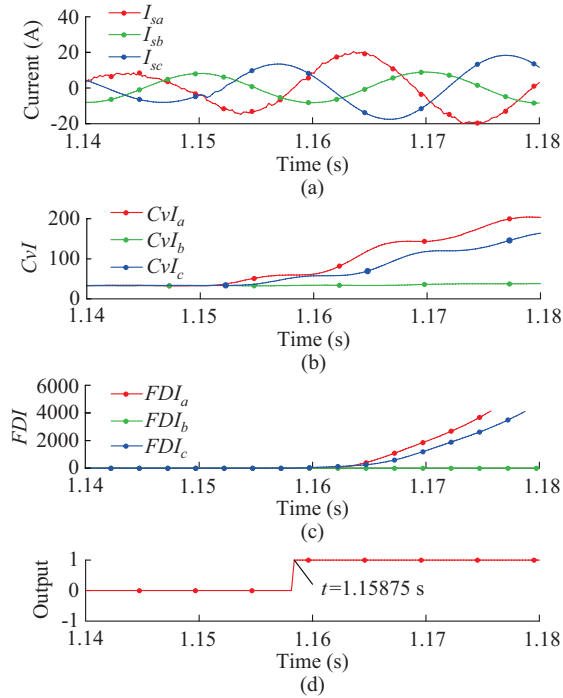 I_sa
I_sb
I_sc
Current (A)
40
20
0
-20
1.14 1.15 1.16 1.17 1.18
Time (s)
(a)
CvI_a
CvI_b
CvI_c
CvI
200
100
0
1.14 1.15 1.16 1.17 1.18
Time (s)
(b)
FDI_a
FDI_b
FDI_c
FDI
6000
4000
2000
0
1.14 1.15 1.16 1.17 1.18
Time (s)
(c)
Output
1
0
-1
t=1.15875 s
1.14 1.15 1.16 1.17 1.18
Time (s)
(d)